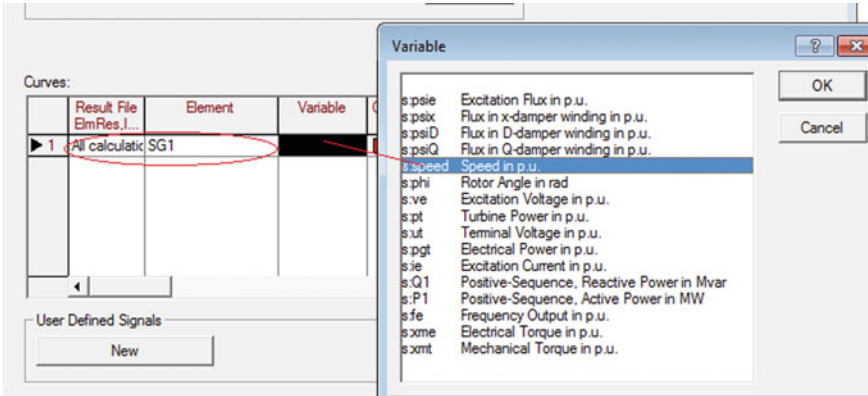 Variable
Curves:
Result File
ElmRes,I...
Element
Variable
1 All calculatic SG1
OK
Cancel
s:psie Excitation Flux in p.u.
s:psix Flux in x-damper winding in p.u.
s:psiD Flux in D-damper winding in p.u.
s:psiQ Flux in Q-damper winding in p.u.
s:speed Speed in p.u.
s:phi Rotor Angle in rad
s:ve Excitation Voltage in p.u.
s:pt Turbine Power in p.u.
s:ut Terminal Voltage in p.u.
s:pgt Electrical Power in p.u.
s:ie Excitation Current in p.u.
s:Q1 Positive-Sequence, Reactive Power in Mvar
s:P1 Positive-Sequence, Active Power in MW
s:fe Frequency Output in p.u.
s:xme Electrical Torque in p.u.
s:xmt Mechanical Torque in p.u.
User Defined Signals
New